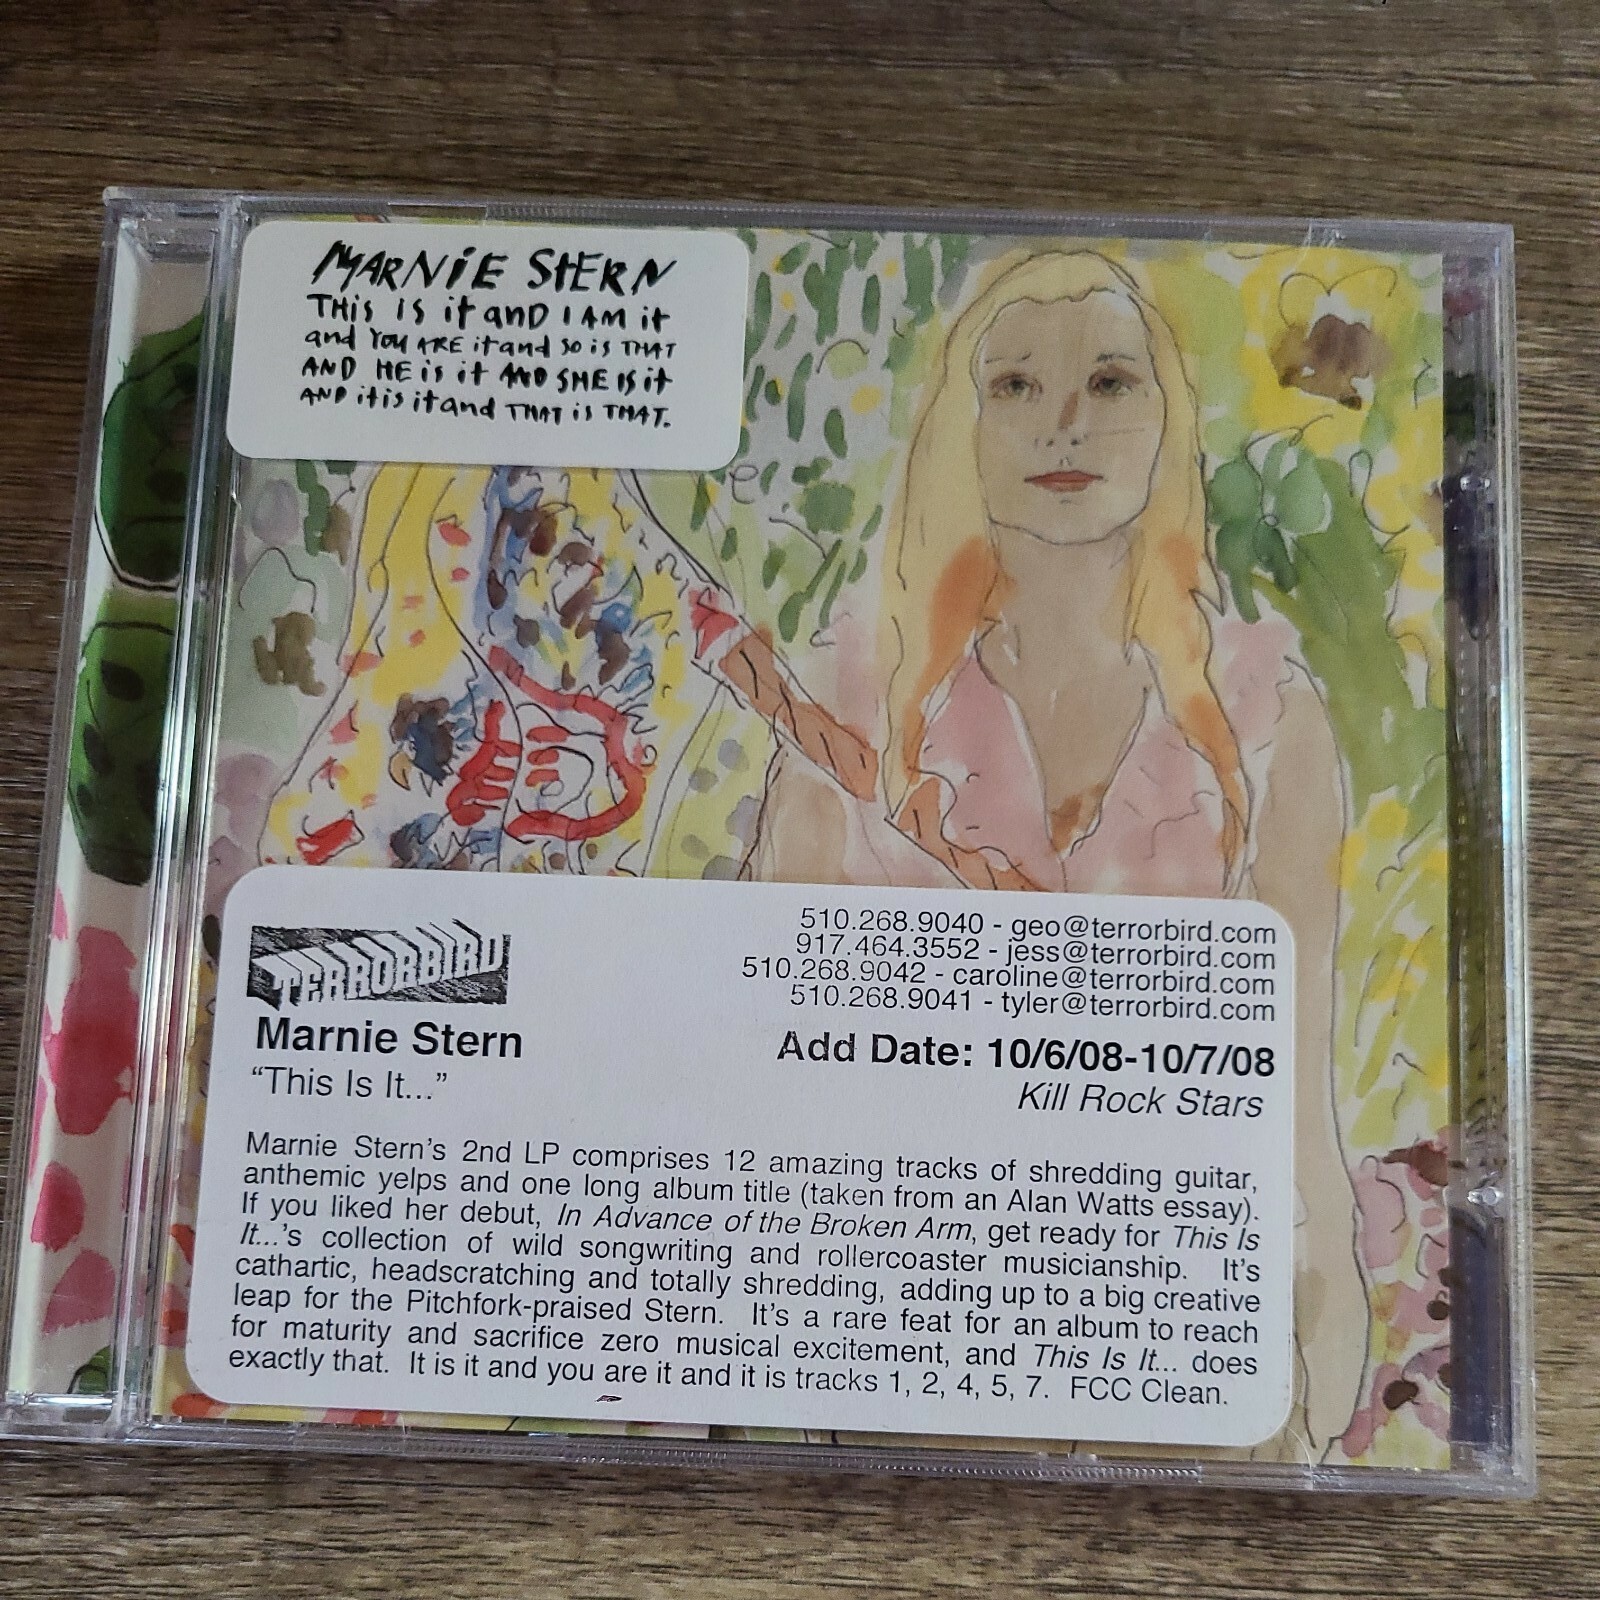 MARNiE StERN
THis is it and I AM it
and You ARE it and so is THAT
AND HE is it AND SHE is it
AND it is it and THAT is THAT.
TERRORBIRD
510.268.9040 - geo@terrorbird.com
917.464.3552 - jess@terrorbird.com
510.268.9042 - caroline@terrorbird.com
510.268.9041 - tyler@terrorbird.com
Marnie Stern
Add Date: 10/6/08-10/7/08
“This Is It...”
Kill Rock Stars
Marnie Stern’s 2nd LP comprises 12 amazing tracks of shredding guitar,
anthemic yelps and one long album title (taken from an Alan Watts essay).
If you liked her debut, In Advance of the Broken Arm, get ready for This Is
It...’s collection of wild songwriting and rollercoaster musicianship. It’s
cathartic, headscratching and totally shredding, adding up to a big creative
leap for the Pitchfork-praised Stern. It’s a rare feat for an album to reach
for maturity and sacrifice zero musical excitement, and This Is It... does
exactly that. It is it and you are it and it is tracks 1, 2, 4, 5, 7. FCC Clean.